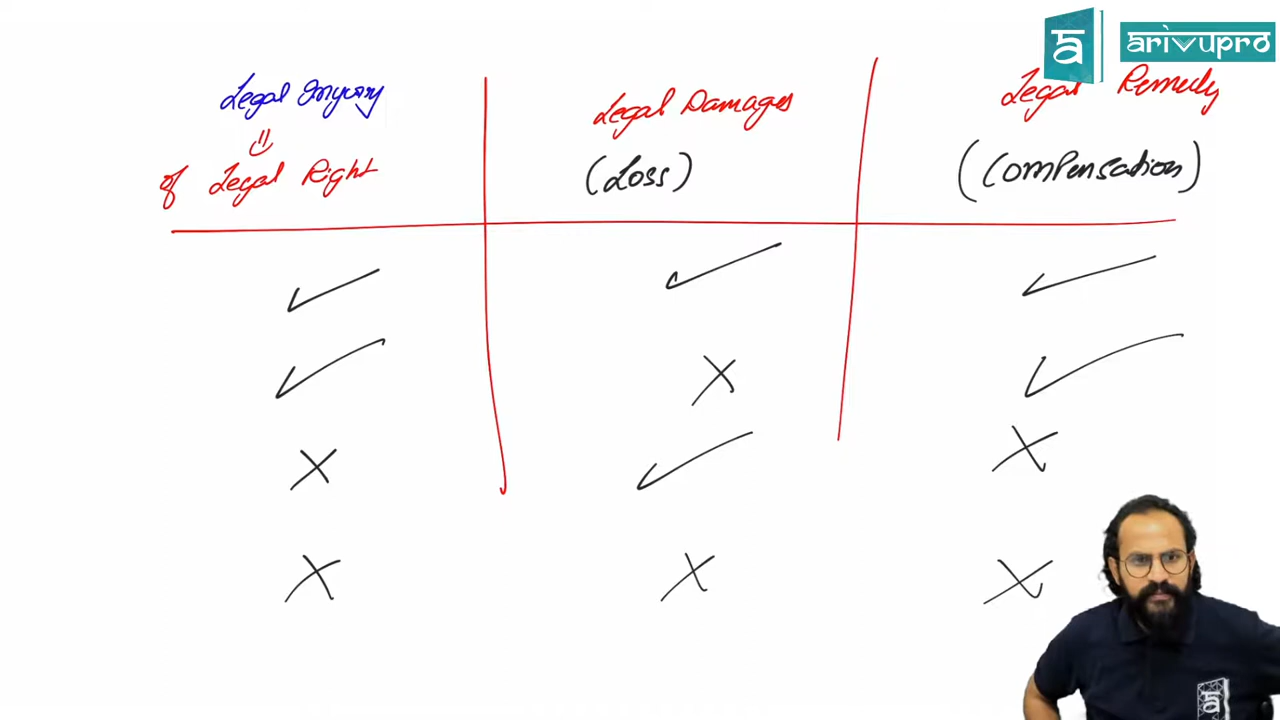 arivupro
Legal Injury
of Legal Right
Legal Damages
(Loss)
Legal Remedy
(Compensation)